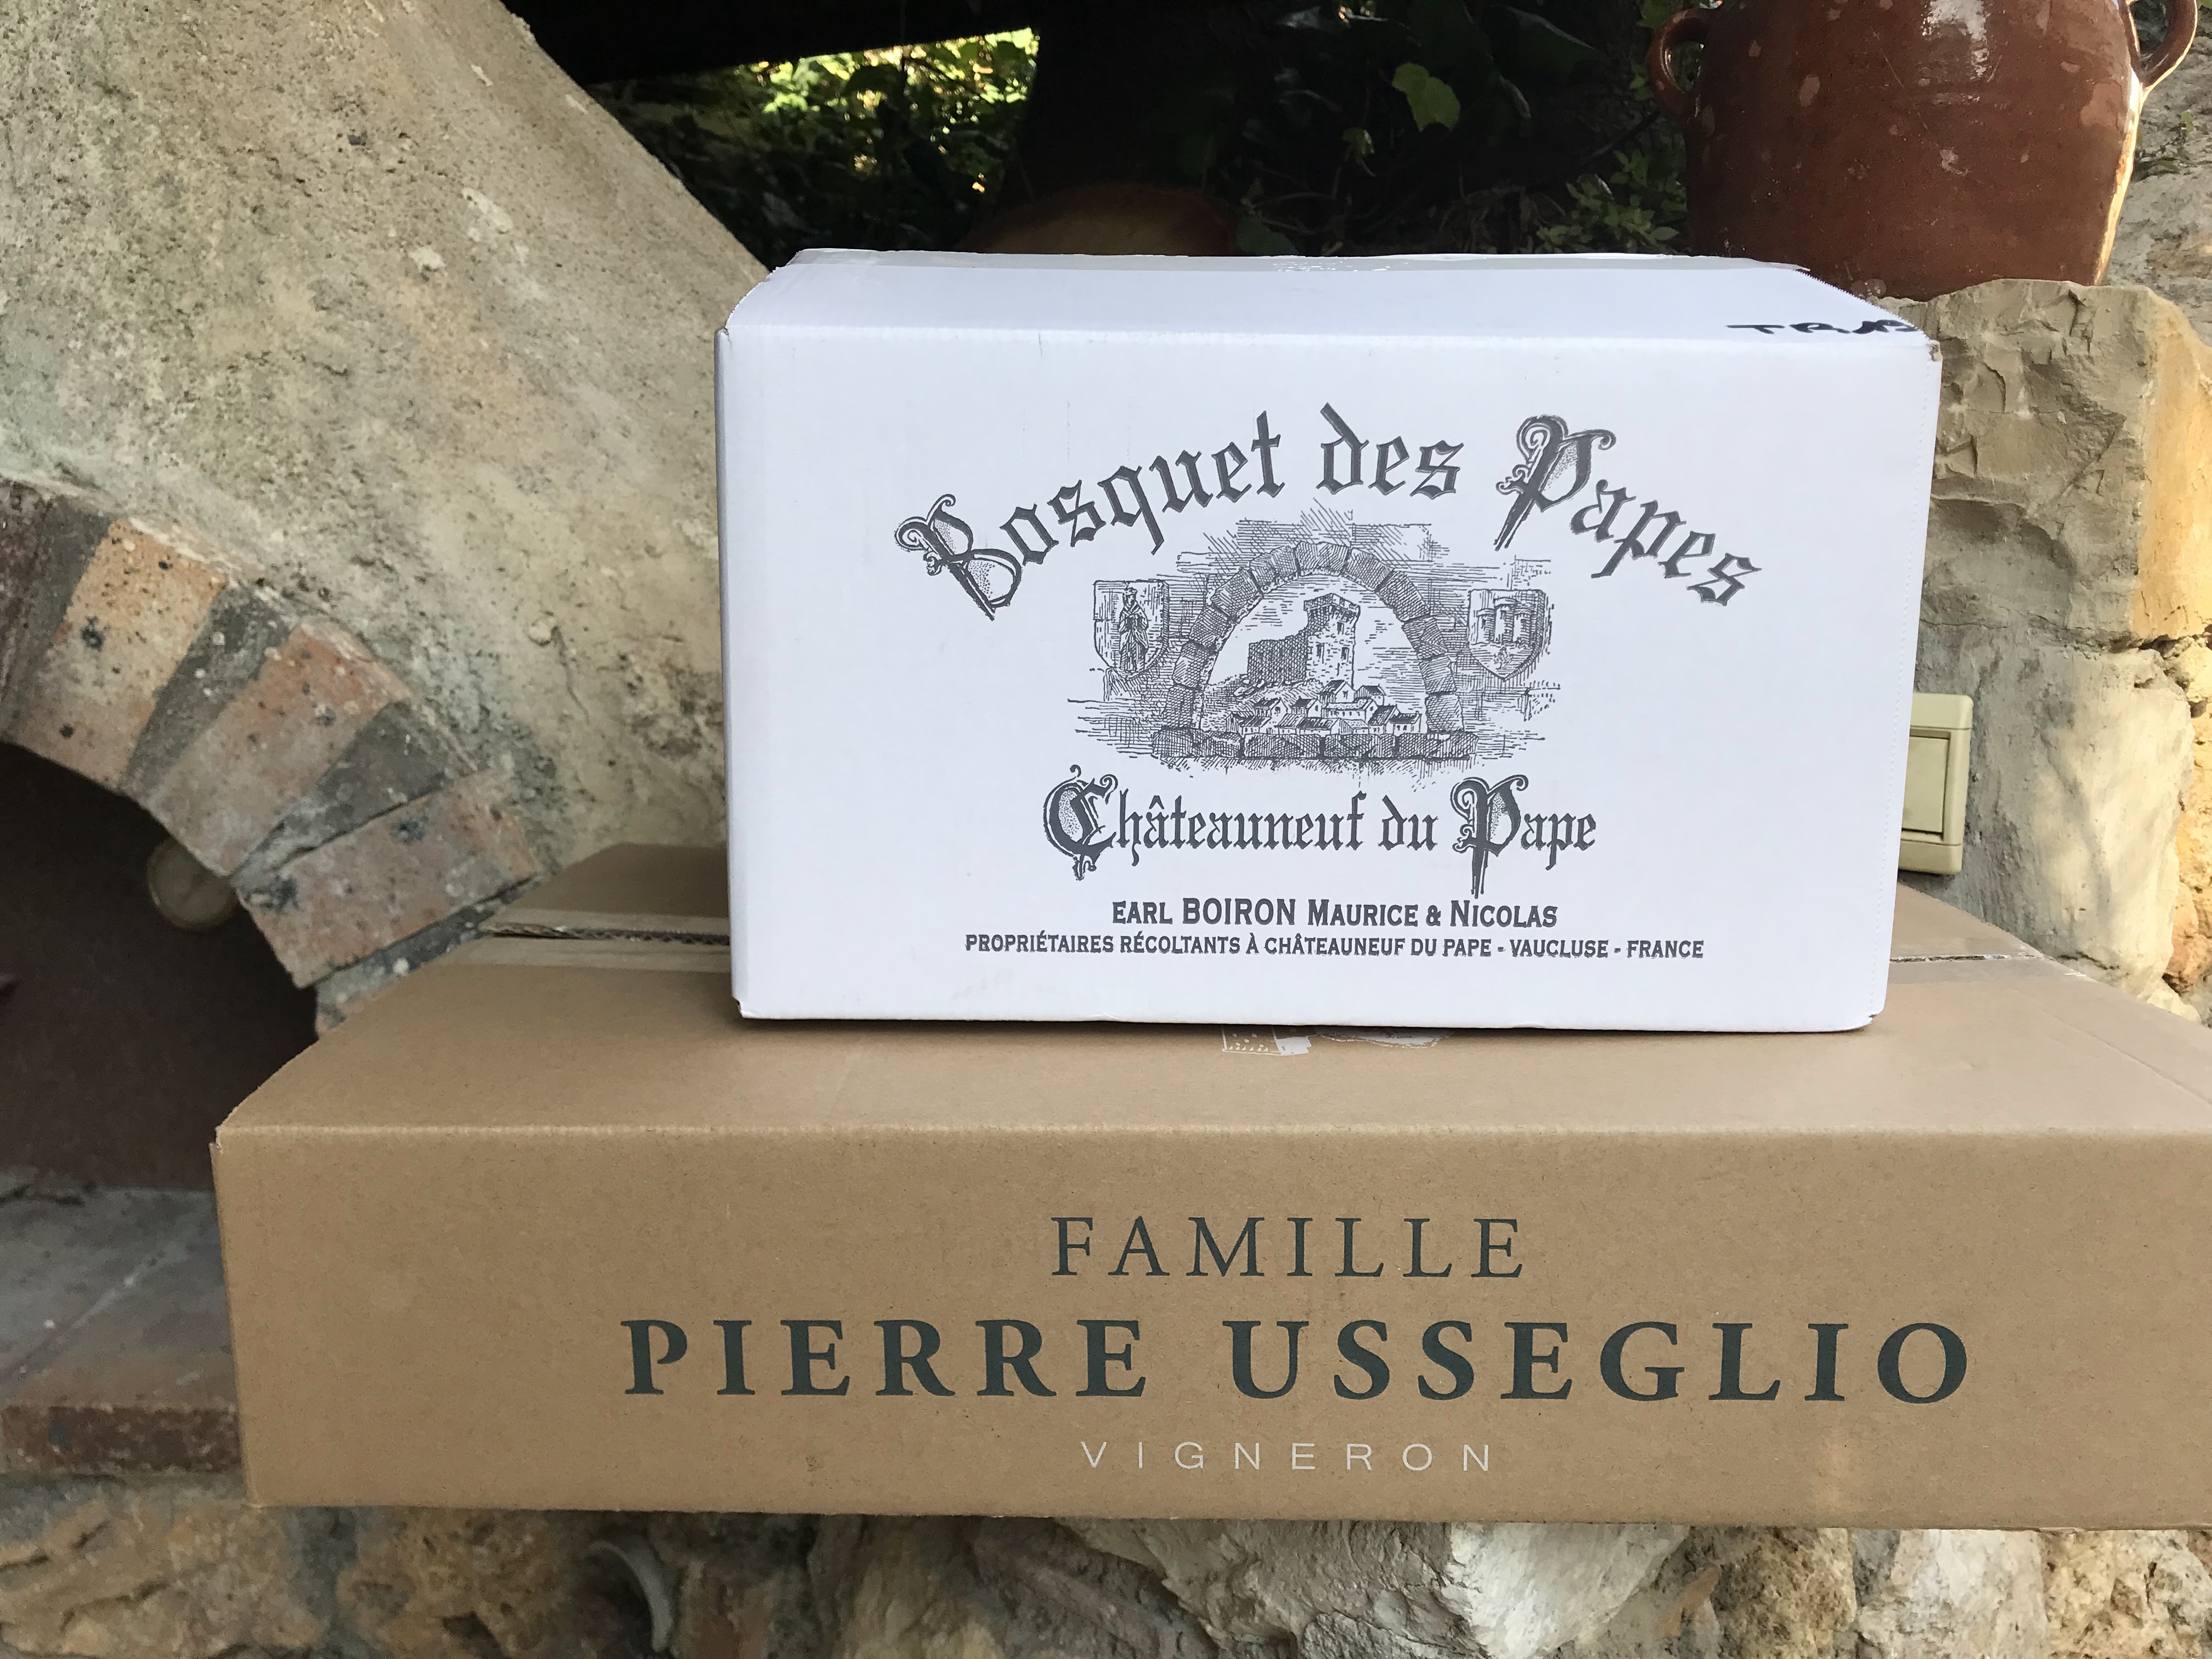 Bosquet des Papes
Châteauneuf du Pape
EARL BOIRON MAURICE & NICOLAS
PROPRIÉTAIRES RÉCOLTANTS À CHÂTEAUNEUF DU PAPE - VAUCLUSE - FRANCE
FAMILLE
PIERRE USSEGLIO
VIGNERON